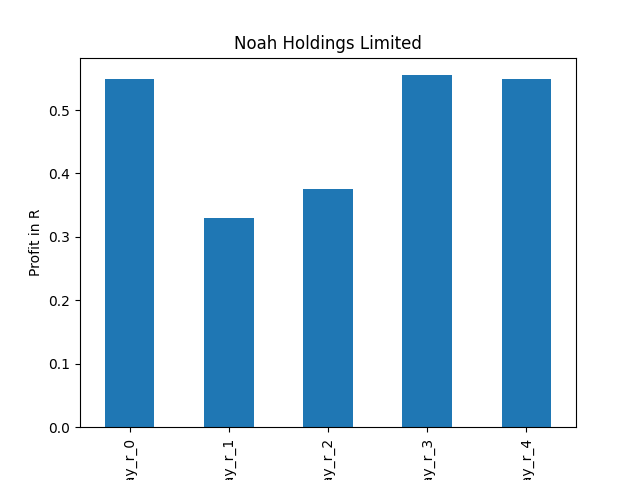 Noah Holdings Limited
Profit in R
0.5
0.4
0.3
0.2
0.1
0.0
ay_r_0
ay_r_1
ay_r_2
ay_r_3
ay_r_4